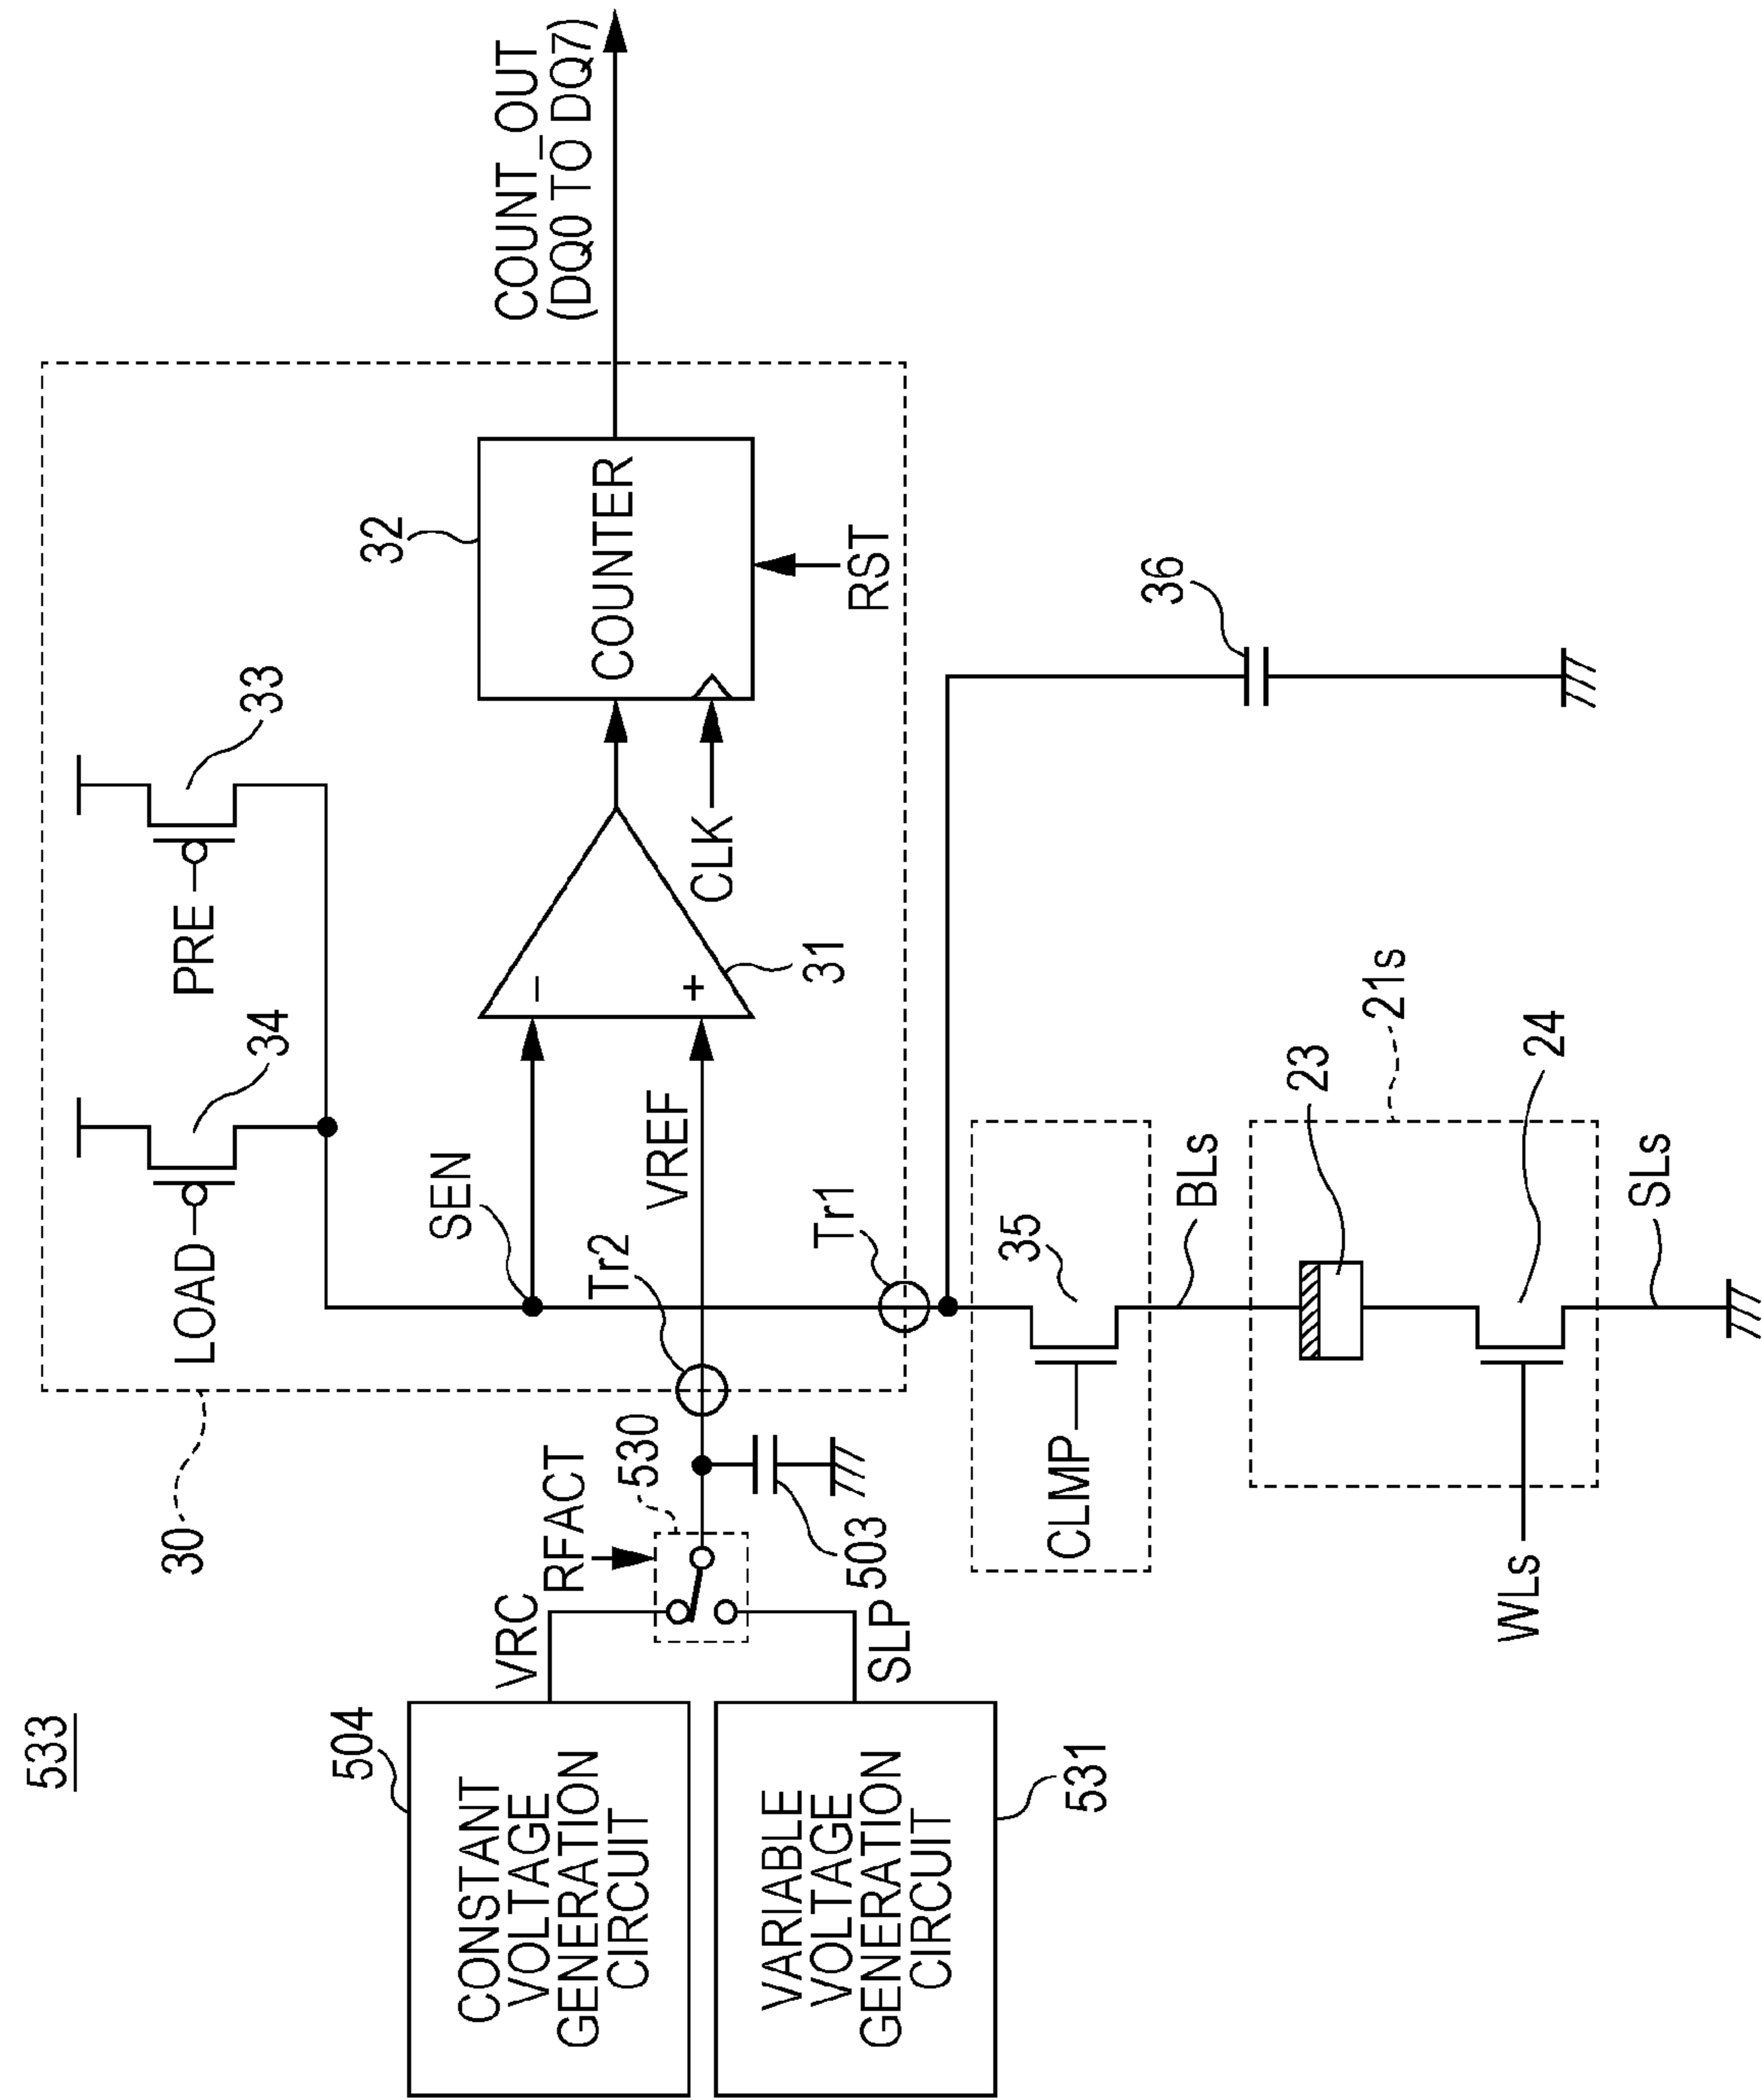 533
COUNT_OUT
(DQ0 TO DQ7)
PRE
33
LOAD
34
32
COUNTER
RST
CLK
31
SEN
VREF
Tr2
Tr1
30
RFACT
530
503
VRC
SLP
504
CONSTANT
VOLTAGE
GENERATION
CIRCUIT
VARIABLE
VOLTAGE
GENERATION
CIRCUIT
531
36
35
CLMP
BLs
21s
23
24
WLs
SLs
−
+